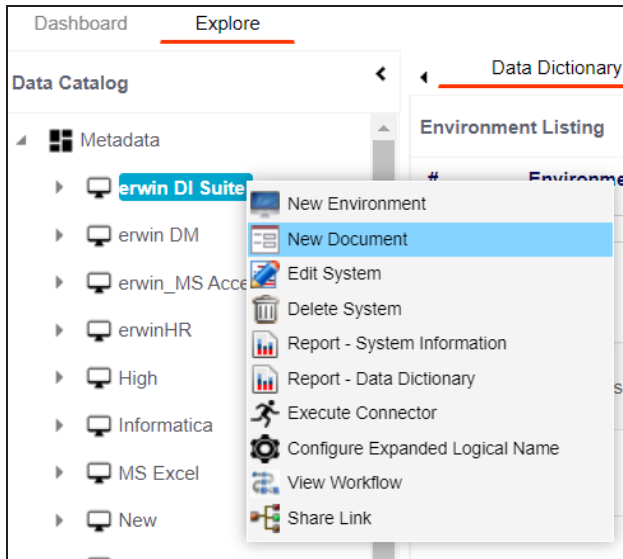 Dashboard
Explore
Data Catalog
Data Dictionary
Metadata
Environment Listing
erwin DI Suite
#
Environme
erwin DM
erwin_MS Acce
erwinHR
High
Informatica
MS Excel
New
New Environment
New Document
Edit System
Delete System
Report - System Information
Report - Data Dictionary
Execute Connector
Configure Expanded Logical Name
View Workflow
Share Link
s